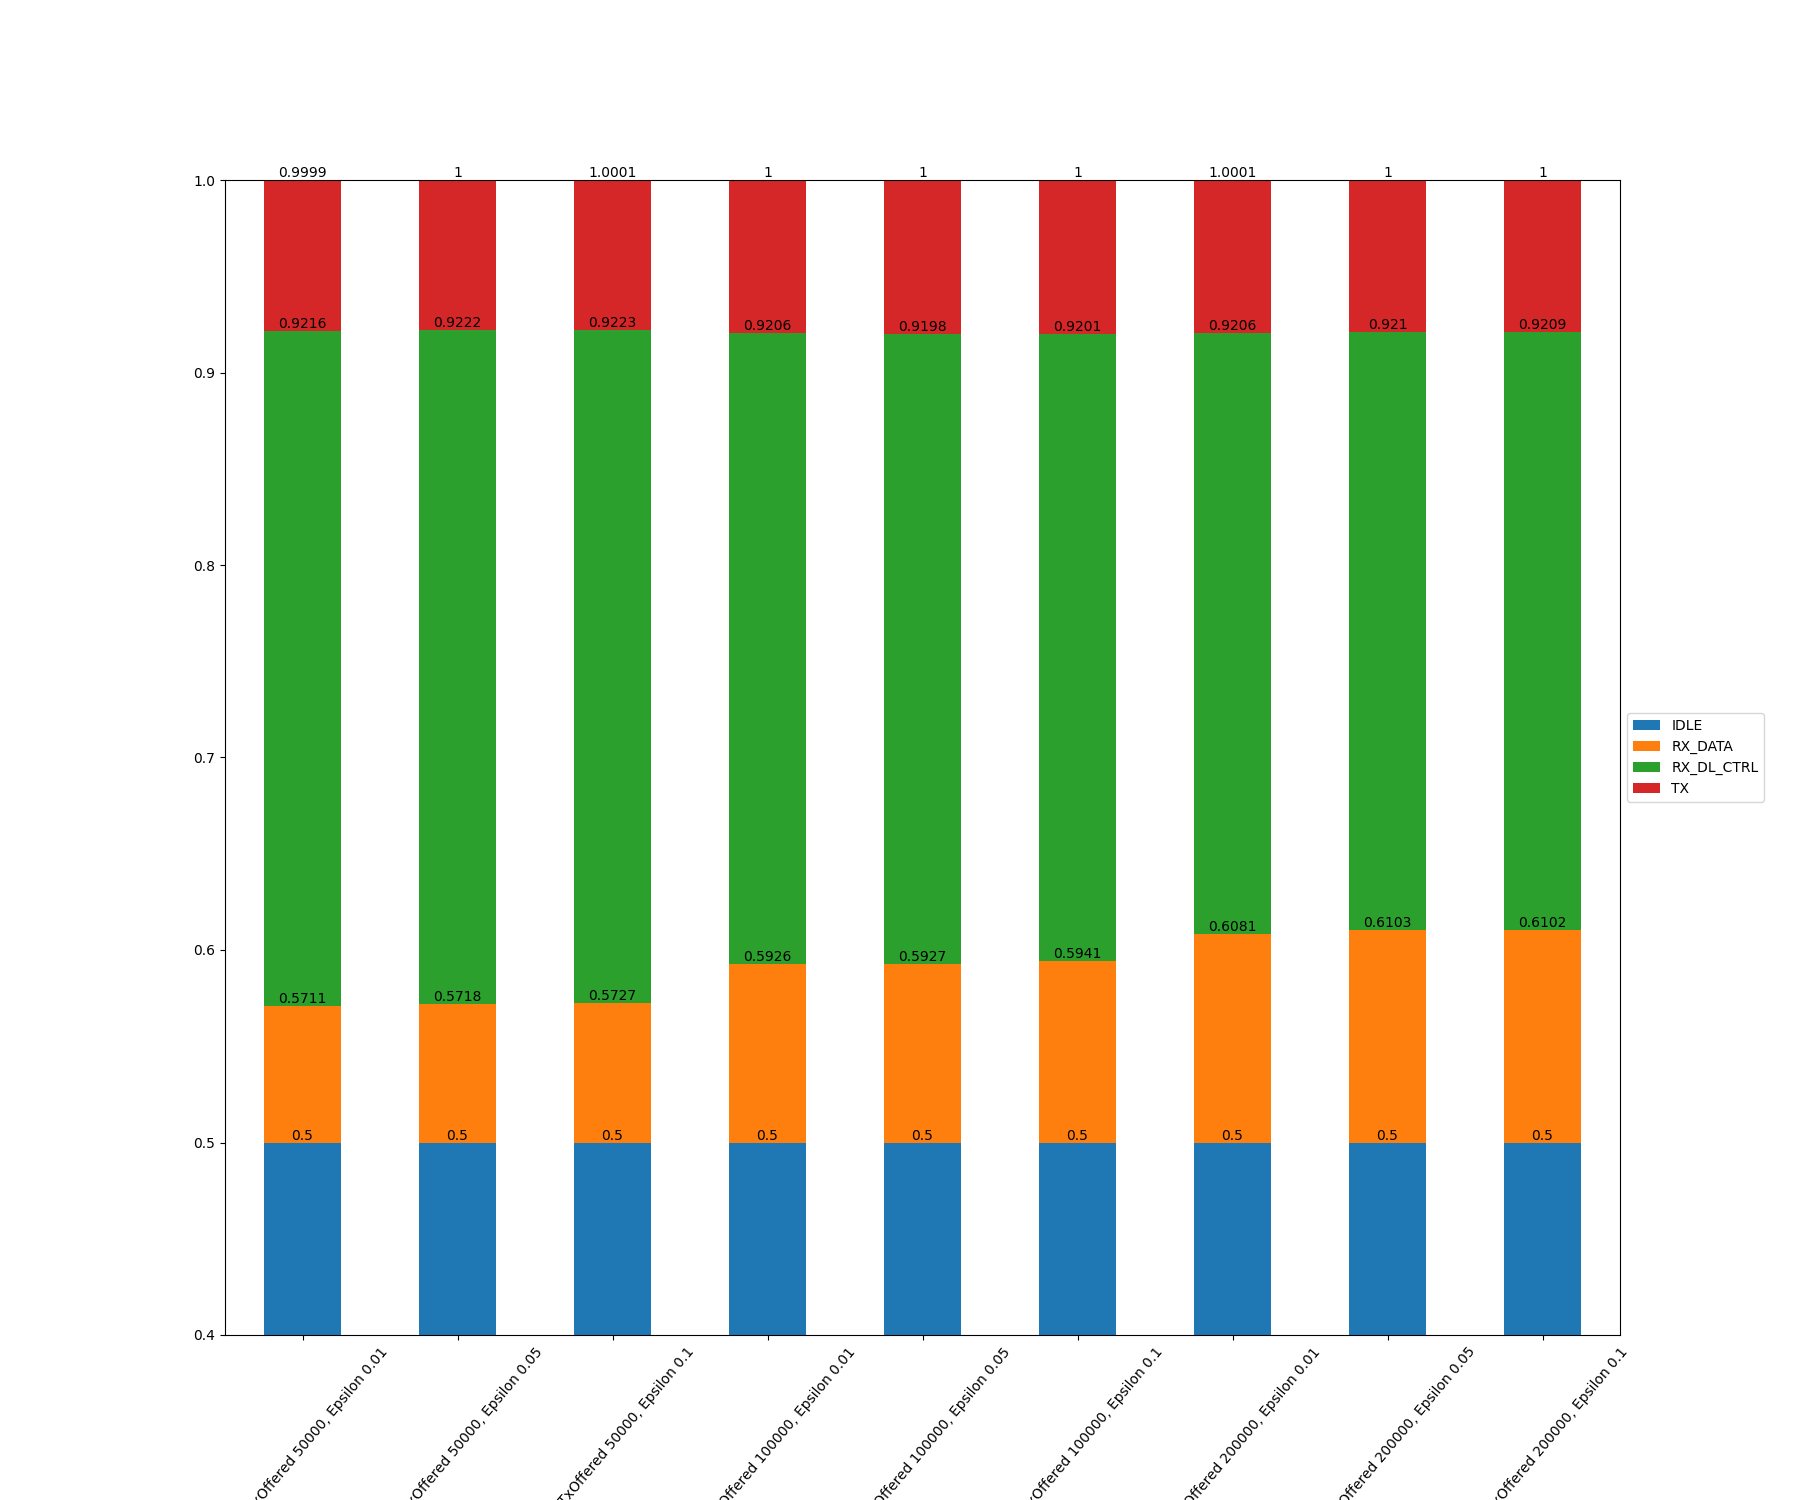 0.9999 1 1.0001 1 1 1 1.0001 1 1
1.0
0.9216 0.9222 0.9223 0.9206 0.9198 0.9201 0.9206 0.921 0.9209
0.9
0.8
0.7
IDLE
RX_DATA
RX_DL_CTRL
TX
0.5711 0.5718 0.5727 0.5926 0.5927 0.5941 0.6081 0.6103 0.6102
0.6
0.5 0.5 0.5 0.5 0.5 0.5 0.5 0.5 0.5
0.5
0.4
Offered 50000, Epsilon 0.01
Offered 50000, Epsilon 0.05
TxOffered 50000, Epsilon 0.1
Offered 100000, Epsilon 0.01
Offered 100000, Epsilon 0.05
Offered 100000, Epsilon 0.1
Offered 200000, Epsilon 0.01
Offered 200000, Epsilon 0.05
Offered 200000, Epsilon 0.1